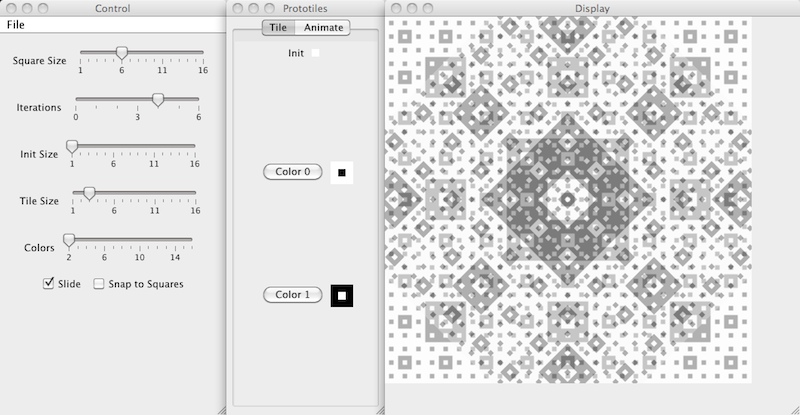 Control
File
Square Size
1 6 11 16
Iterations
0 3 6
Init Size
1 6 11 16
Tile Size
1 6 11 16
Colors
2 6 10 14
Slide Snap to Squares
Prototiles
Tile Animate
Init
Color 0
Color 1
Display